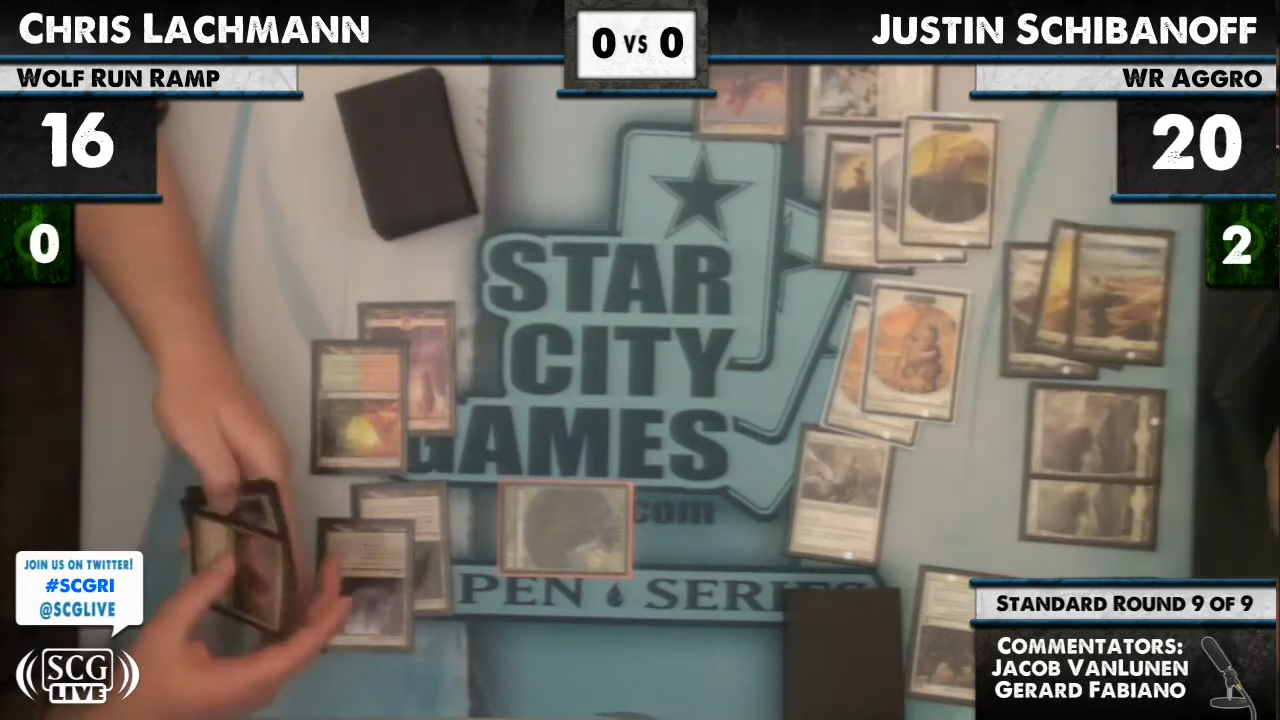 CHRIS LACHMANN
0 VS 0
JUSTIN SCHIBANOFF
WOLF RUN RAMP
WR AGGRO
16
20
0
2
STAR
CITY
GAMES
.com
PEN SERIES
JOIN US ON TWITTER!
#SCGRI
@SCGLIVE
SCG
LIVE
STANDARD ROUND 9 OF 9
COMMENTATORS:
JACOB VANLUNEN
GERARD FABIANO